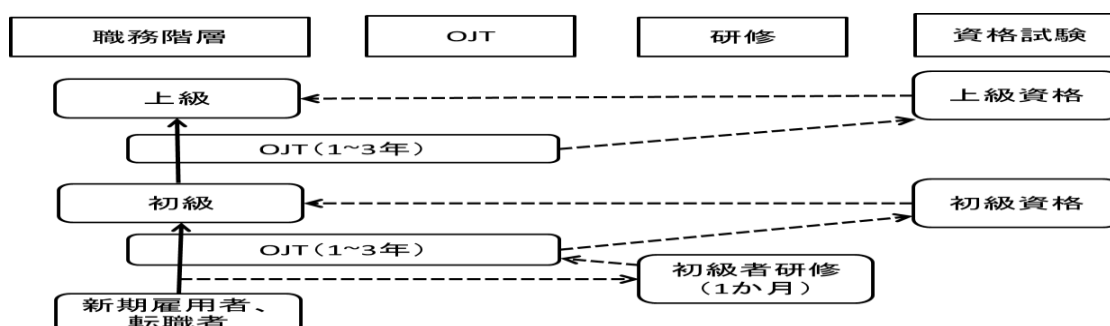 職務階層
OJT
研修
資格試験
上級
上級資格
OJT(1~3年)
初級
初級資格
OJT(1~3年)
初級者研修
(1か月)
新期雇用者、
転職者